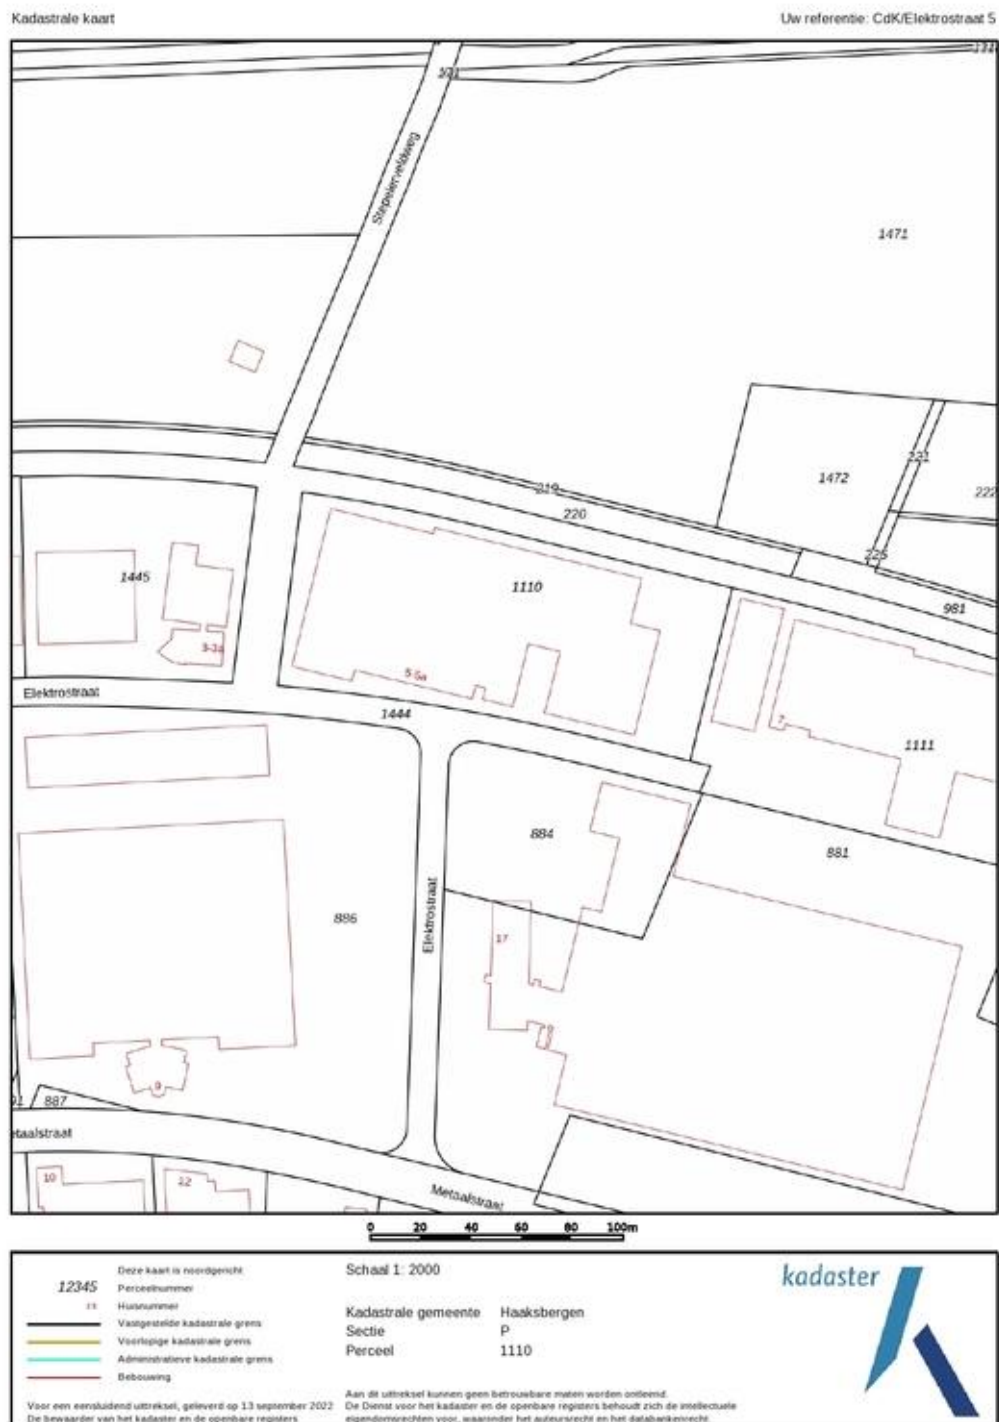 Kadastrale kaart
Uw referentie: CdK/Elektrostraat 5
Stepelerveldweg
1471
1472
221
222
219
220
225
981
1445
3-3a
1110
5-5a
7
1111
Elektrostraat
1444
884
881
886
Elektrostraat
17
9
887
Metaalstraat
10
12
0 20 40 60 80 100m
Deze kaart is noordgericht
12345 Perceelnummer
Huisnummer
Vastgestelde kadastrale grens
Voorlopige kadastrale grens
Administratieve kadastrale grens
Bebouwing
Voor een eensluidend uittreksel, geleverd op 13 september 2022
De bewaarder van het kadaster en de openbare registers
Schaal 1: 2000
Kadastrale gemeente Haaksbergen
Sectie P
Perceel 1110
Aan dit uittreksel kunnen geen betrouwbare maten worden ontleend.
De Dienst voor het kadaster en de openbare registers behoudt zich de intellectuele
eigendomsrechten voor, waaronder het auteursrecht en het databankenrecht.
kadaster